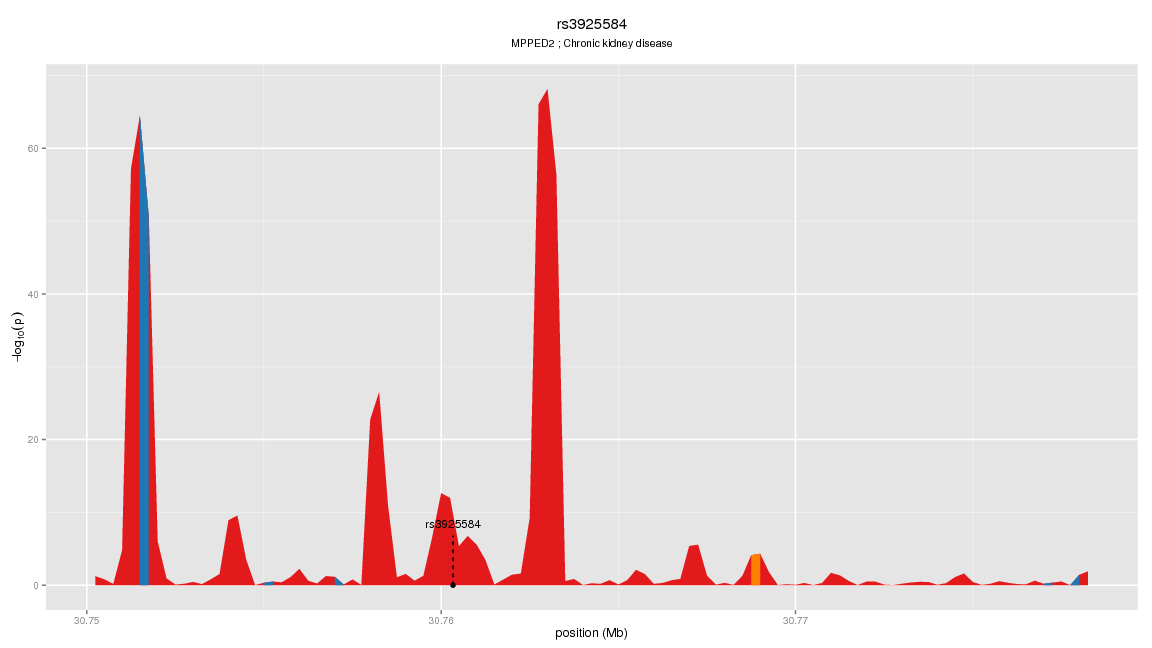 rs3925584
MPPED2 ; Chronic kidney disease
−log10(p)
60
40
20
0
rs3925584
30.75 30.76 30.77
position (Mb)